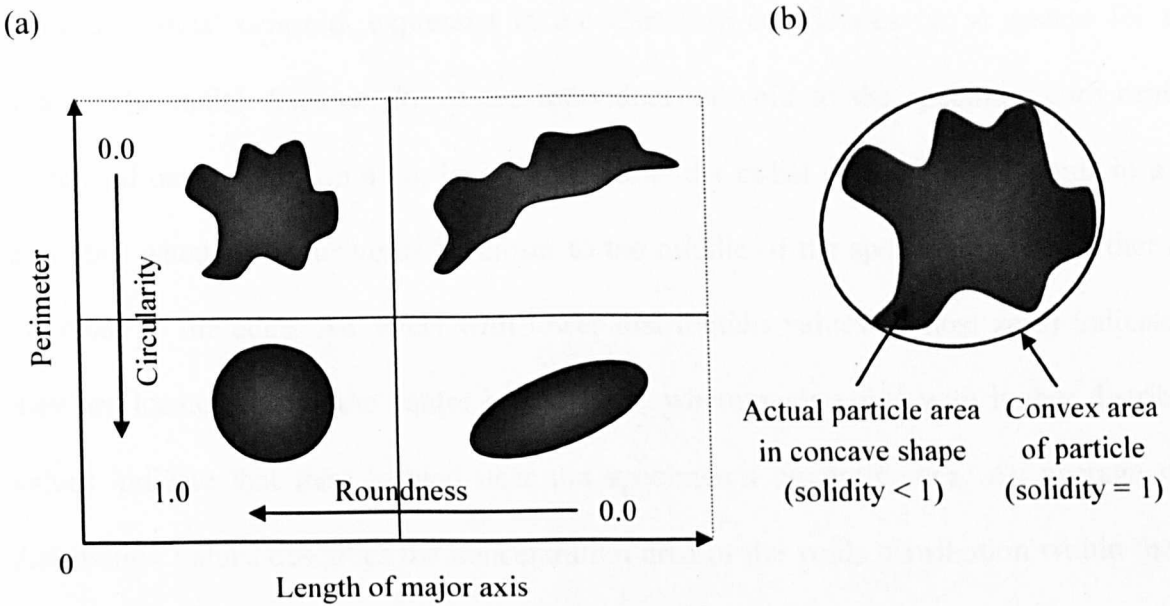 (a)
(b)
0.0
Perimeter
Circularity
1.0
Roundness
0.0
0
Length of major axis
Actual particle area
in concave shape
(solidity < 1)
Convex area
of particle
(solidity = 1)